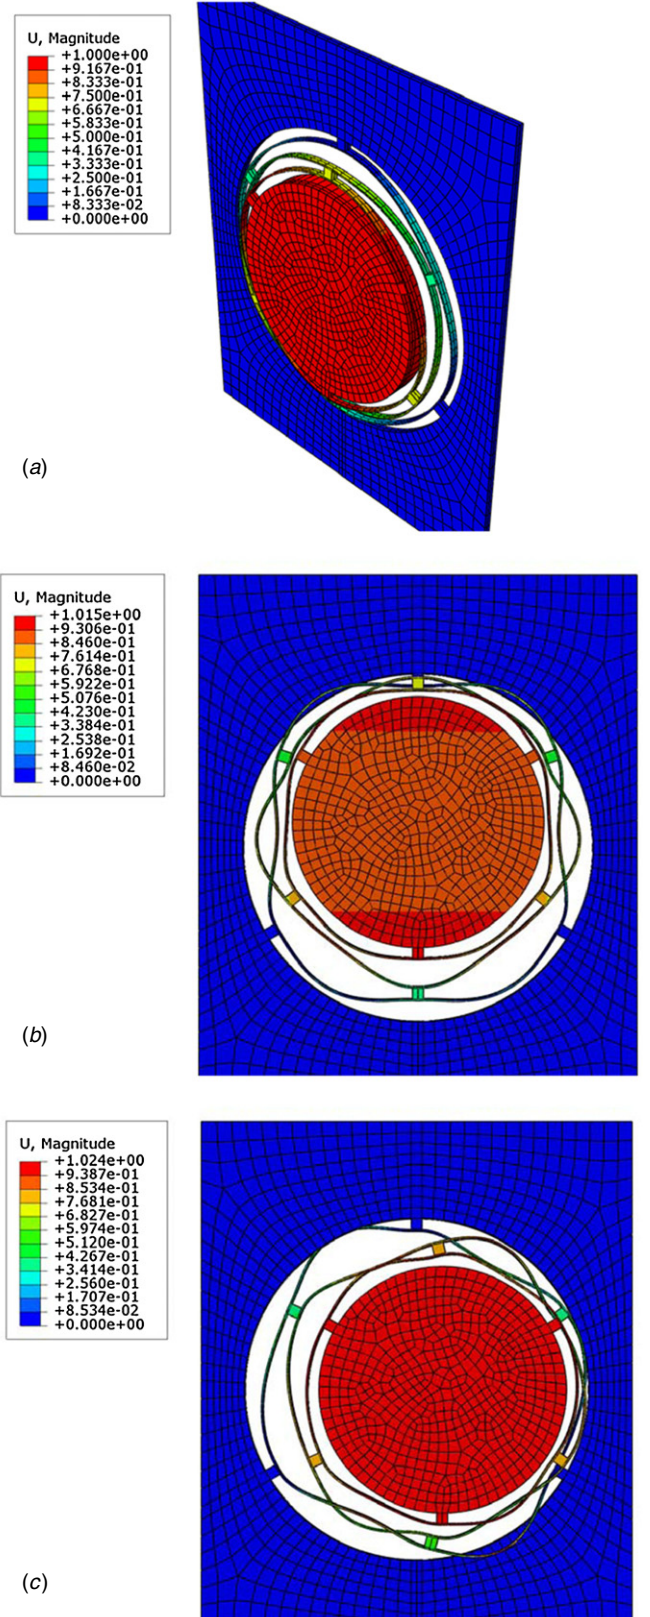 U, Magnitude
+1.000e+00
+9.167e-01
+8.333e-01
+7.500e-01
+6.667e-01
+5.833e-01
+5.000e-01
+4.167e-01
+3.333e-01
+2.500e-01
+1.667e-01
+8.333e-02
+0.000e+00
(a)
U, Magnitude
+1.015e+00
+9.306e-01
+8.460e-01
+7.614e-01
+6.768e-01
+5.922e-01
+5.076e-01
+4.230e-01
+3.384e-01
+2.538e-01
+1.692e-01
+8.460e-02
+0.000e+00
(b)
U, Magnitude
+1.024e+00
+9.387e-01
+8.534e-01
+7.681e-01
+6.827e-01
+5.974e-01
+5.120e-01
+4.267e-01
+3.414e-01
+2.560e-01
+1.707e-01
+8.534e-02
+0.000e+00
(c)